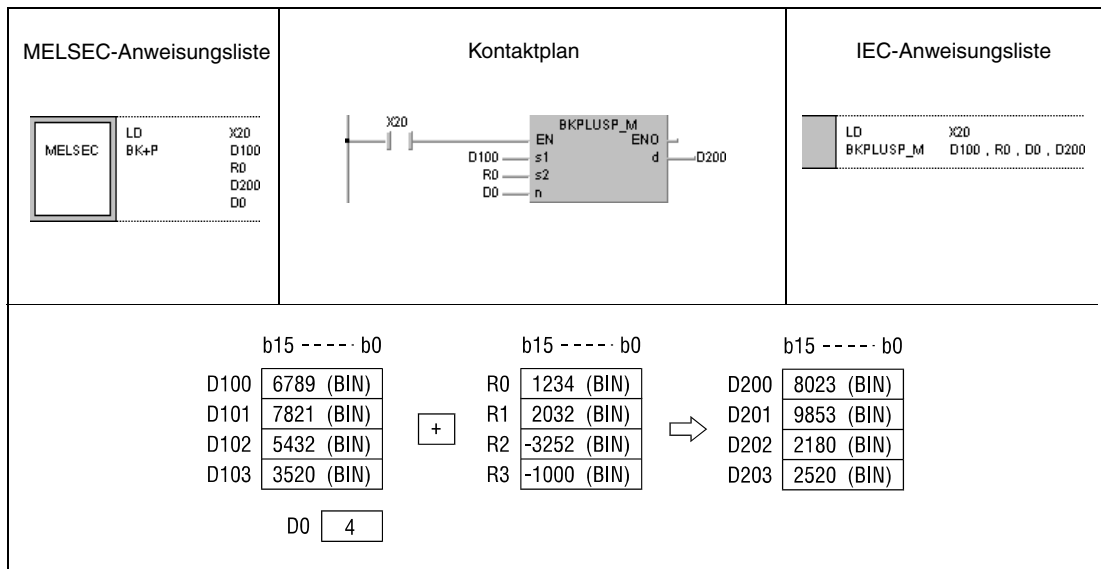 MELSEC-Anweisungsliste
MELSEC
LD X20
BK+P D100
R0
D200
D0
Kontaktplan
X20
BKPLUSP_M
EN ENO
D100 s1 d D200
R0 s2
D0 n
IEC-Anweisungsliste
LD X20
BKPLUSP_M D100 , R0 , D0 , D200
b15 ----- b0 b15 ----- b0 b15 ----- b0
D100 6789 (BIN) R0 1234 (BIN) D200 8023 (BIN)
D101 7821 (BIN) + R1 2032 (BIN) D201 9853 (BIN)
D102 5432 (BIN) R2 -3252 (BIN) D202 2180 (BIN)
D103 3520 (BIN) R3 -1000 (BIN) D203 2520 (BIN)
D0 4